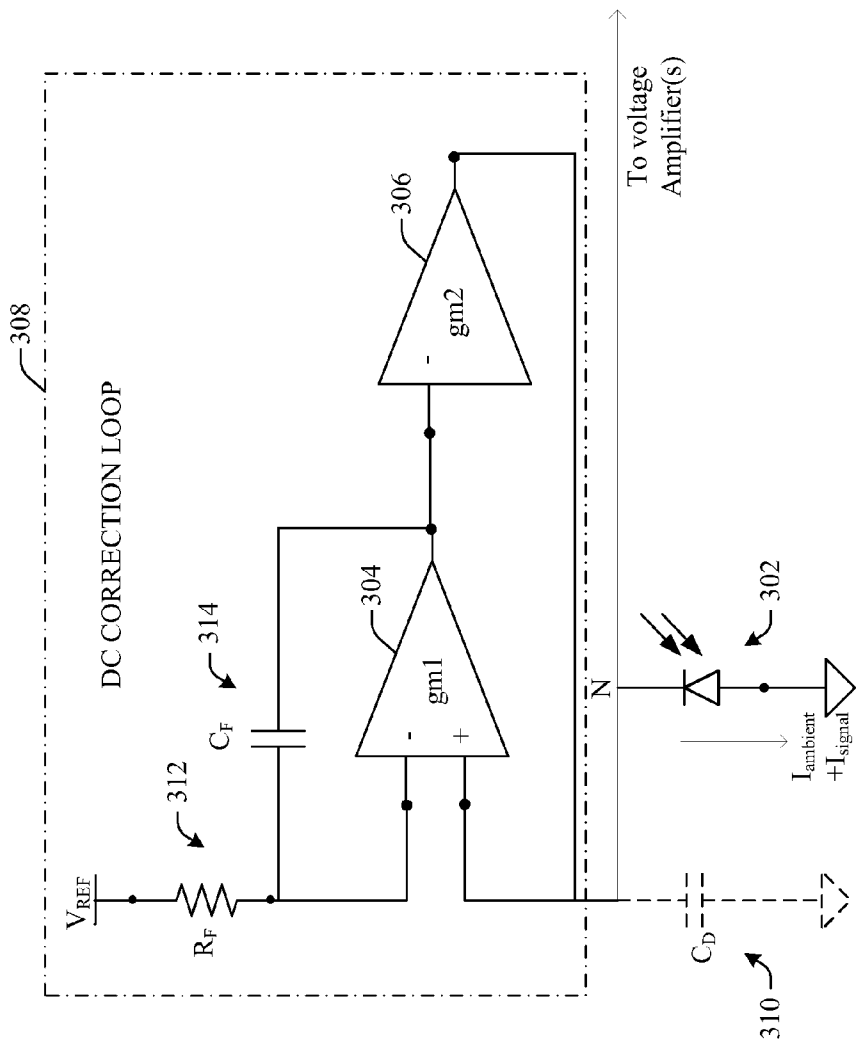 308
DC CORRECTION LOOP
V_REF
312
R_F
314
C_F
304
gm1
-
+
306
gm2
-
To voltage
Amplifier(s)
N
302
I_ambient
+I_signal
C_D
310